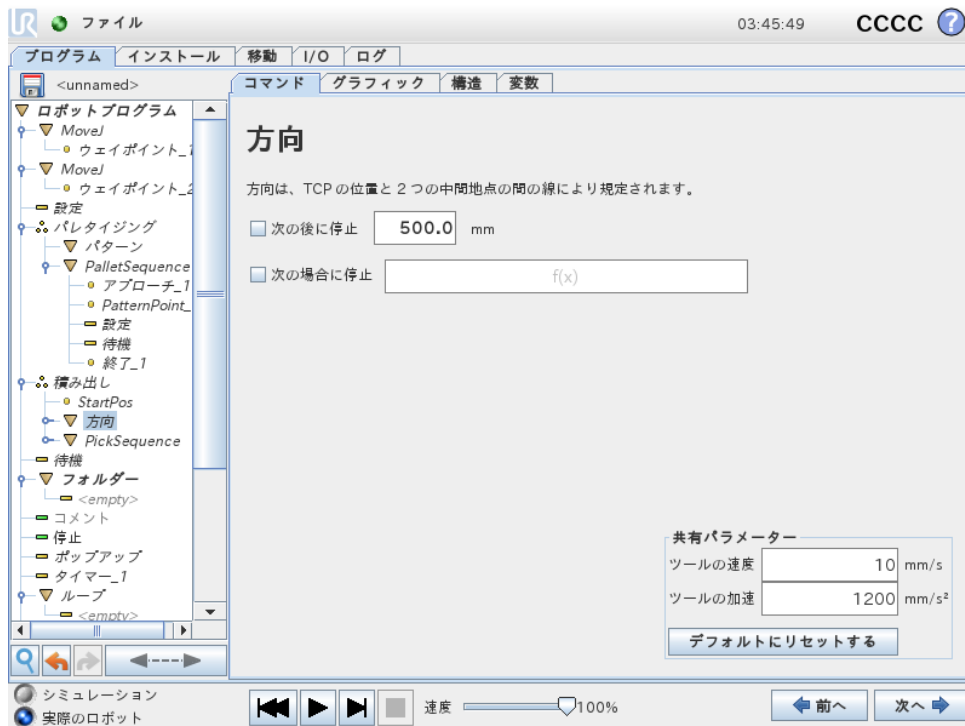 UR ファイル 03:45:49 CCCC ?
プログラム インストール 移動 I/O ログ
<unnamed>
コマンド グラフィック 構造 変数
ロボットプログラム
MoveJ
ウェイポイント_1
MoveJ
ウェイポイント_2
設定
パレタイジング
パターン
PalletSequence
アプローチ_1
PatternPoint_
設定
待機
終了_1
積み出し
StartPos
方向
PickSequence
待機
フォルダー
<empty>
コメント
停止
ポップアップ
タイマー_1
ループ
<empty>
方向
方向は、TCPの位置と２つの中間地点の間の線により規定されます。
次の後に停止 500.0 mm
次の場合に停止 f(x)
共有パラメーター
ツールの速度 10 mm/s
ツールの加速 1200 mm/s²
デフォルトにリセットする
シミュレーション
実際のロボット
速度 100%
前へ 次へ